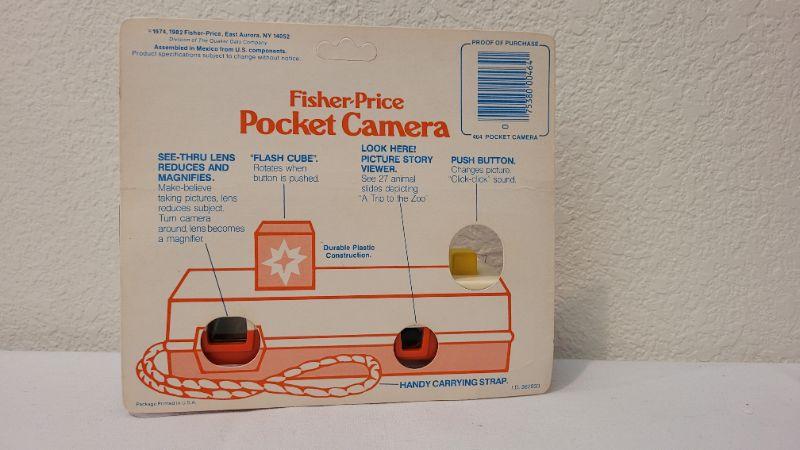 ©1974, 1982 Fisher-Price, East Aurora, NY 14052
Division of The Quaker Oats Company
Assembled in Mexico from U.S. components.
Product specifications subject to change without notice.
PROOF OF PURCHASE
75380 00464
0
464 POCKET CAMERA
Fisher-Price
Pocket Camera
SEE-THRU LENS
REDUCES AND
MAGNIFIES.
Make-believe
taking pictures, lens
reduces subject.
Turn camera
around, lens becomes
a magnifier.
"FLASH CUBE".
Rotates when
button is pushed.
LOOK HERE!
PICTURE STORY
VIEWER.
See 27 animal
slides depicting
"A Trip to the Zoo"
PUSH BUTTON.
Changes picture.
"Click-click" sound.
Durable Plastic
Construction.
HANDY CARRYING STRAP.
Package Printed in U.S.A.